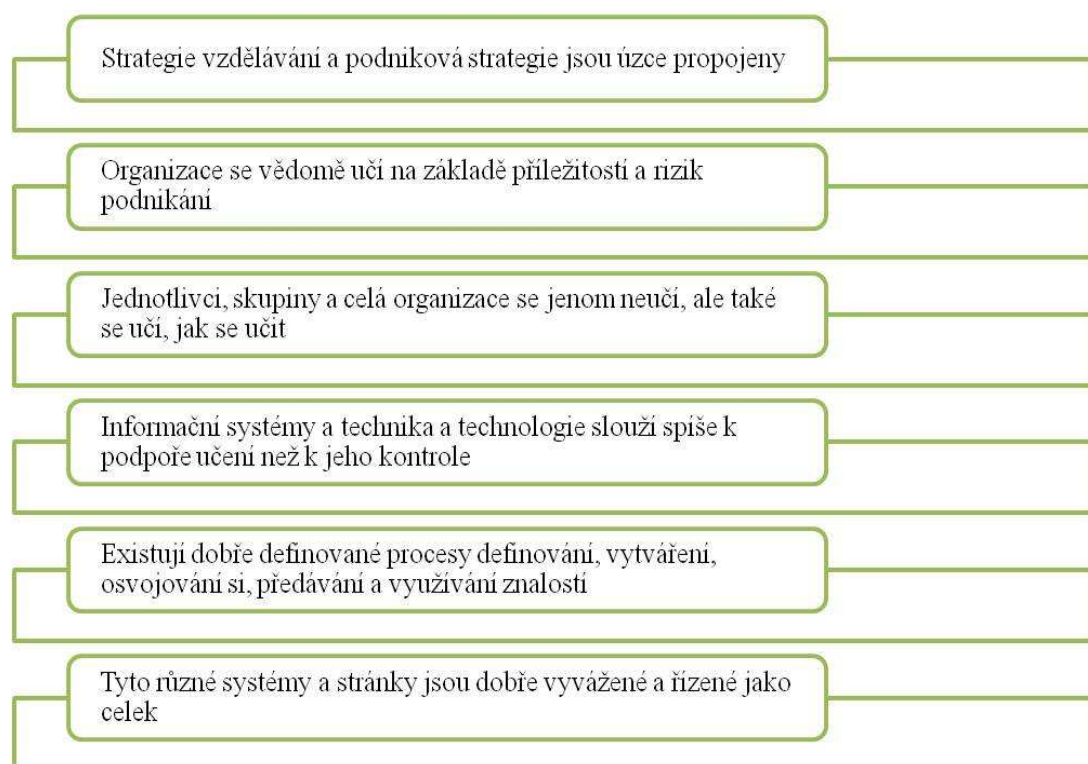 Strategie vzdělávání a podniková strategie jsou úzce propojeny
Organizace se vědomě učí na základě příležitostí a rizik
podnikání
Jednotlivci, skupiny a celá organizace se jenom neučí, ale také
se učí, jak se učit
Informační systémy a technika a technologie slouží spíše k
podpoře učení než k jeho kontrole
Existují dobře definované procesy definování, vytváření,
osvojování si, předávání a využívání znalostí
Tyto různé systémy a stránky jsou dobře vyvážené a řízené jako
celek